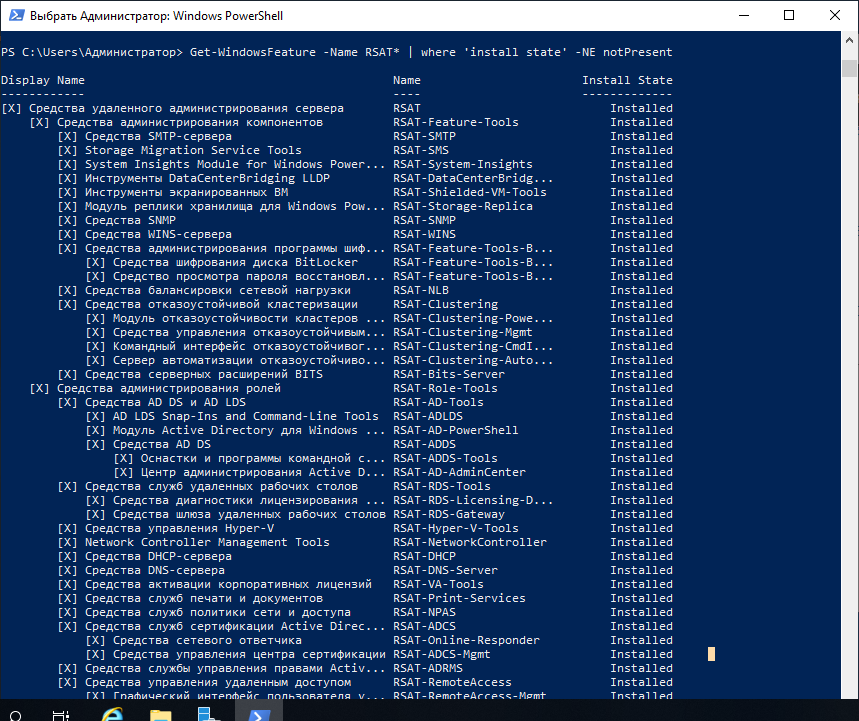 Выбрать Администратор: Windows PowerShell
PS C:\Users\Администратор> Get-WindowsFeature -Name RSAT* | where 'install state' -NE notPresent
Display Name Name Install State
------------ ---- -------------
[X] Средства удаленного администрирования сервера RSAT Installed
[X] Средства администрирования компонентов RSAT-Feature-Tools Installed
[X] Средства SMTP-сервера RSAT-SMTP Installed
[X] Storage Migration Service Tools RSAT-SMS Installed
[X] System Insights Module for Windows Power... RSAT-System-Insights Installed
[X] Инструменты DataCenterBridging LLDP RSAT-DataCenterBridg... Installed
[X] Инструменты экранированных ВМ RSAT-Shielded-VM-Tools Installed
[X] Модуль реплики хранилища для Windows Pow... RSAT-Storage-Replica Installed
[X] Средства SNMP RSAT-SNMP Installed
[X] Средства WINS-сервера RSAT-WINS Installed
[X] Средства администрирования программы шиф... RSAT-Feature-Tools-B... Installed
[X] Средства шифрования диска BitLocker RSAT-Feature-Tools-B... Installed
[X] Средство просмотра пароля восстановл... RSAT-Feature-Tools-B... Installed
[X] Средства балансировки сетевой нагрузки RSAT-NLB Installed
[X] Средства отказоустойчивой кластеризации RSAT-Clustering Installed
[X] Модуль отказоустойчивости кластеров ... RSAT-Clustering-Powe... Installed
[X] Средства управления отказоустойчивым... RSAT-Clustering-Mgmt Installed
[X] Командный интерфейс отказоустойчивог... RSAT-Clustering-CmdI... Installed
[X] Сервер автоматизации отказоустойчиво... RSAT-Clustering-Auto... Installed
[X] Средства серверных расширений BITS RSAT-Bits-Server Installed
[X] Средства администрирования ролей RSAT-Role-Tools Installed
[X] Средства AD DS и AD LDS RSAT-AD-Tools Installed
[X] AD LDS Snap-Ins and Command-Line Tools RSAT-ADLDS Installed
[X] Модуль Active Directory для Windows ... RSAT-AD-PowerShell Installed
[X] Средства AD DS RSAT-ADDS Installed
[X] Оснастки и программы командной с... RSAT-ADDS-Tools Installed
[X] Центр администрирования Active D... RSAT-AD-AdminCenter Installed
[X] Средства служб удаленных рабочих столов RSAT-RDS-Tools Installed
[X] Средства диагностики лицензирования ... RSAT-RDS-Licensing-D... Installed
[X] Средства шлюза удаленных рабочих столов RSAT-RDS-Gateway Installed
[X] Средства управления Hyper-V RSAT-Hyper-V-Tools Installed
[X] Network Controller Management Tools RSAT-NetworkController Installed
[X] Средства DHCP-сервера RSAT-DHCP Installed
[X] Средства DNS-сервера RSAT-DNS-Server Installed
[X] Средства активации корпоративных лицензий RSAT-VA-Tools Installed
[X] Средства служб печати и документов RSAT-Print-Services Installed
[X] Средства служб политики сети и доступа RSAT-NPAS Installed
[X] Средства служб сертификации Active Direc... RSAT-ADCS Installed
[X] Средства сетевого ответчика RSAT-Online-Responder Installed
[X] Средства управления центра сертификации RSAT-ADCS-Mgmt Installed
[X] Средства службы управления правами Activ... RSAT-ADRMS Installed
[X] Средства управления удаленным доступом RSAT-RemoteAccess Installed
[X] Графический интерфейс пользователя у... RSAT-RemoteAccess-Mgmt Installed